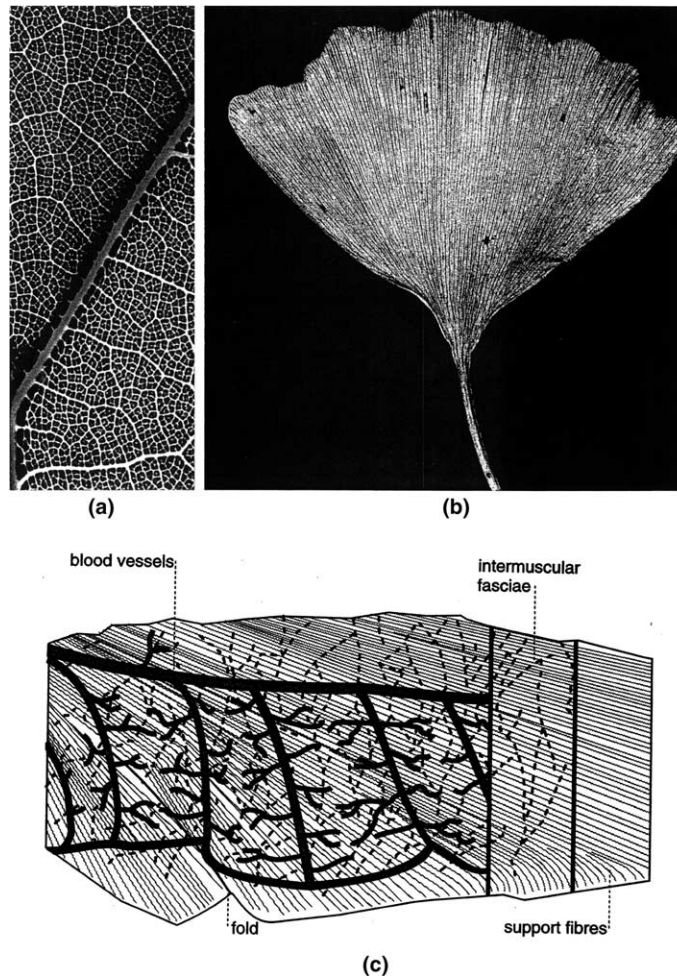 (a)
(b)
blood vessels
intermuscular
fasciae
fold
support fibres
(c)